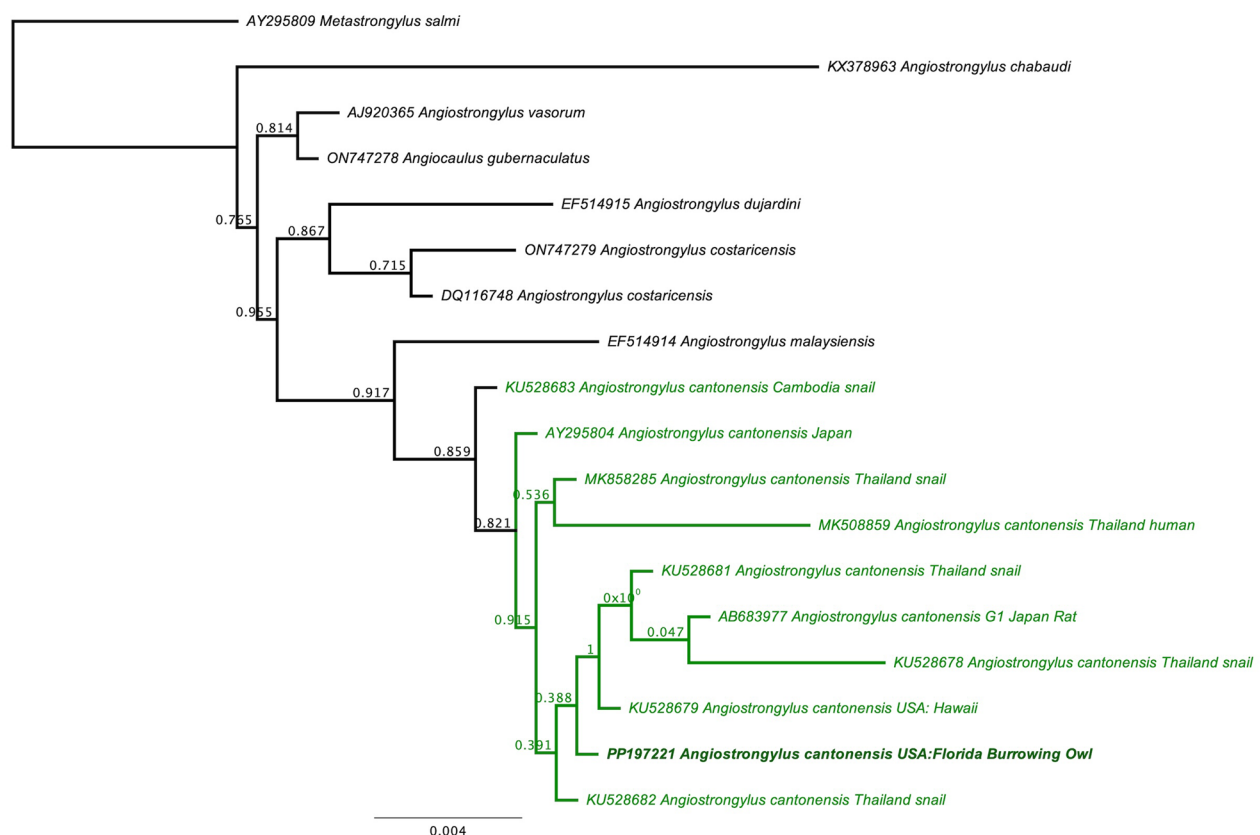 AY295809 Metastrongylus salmi
KX378963 Angiostrongylus chabaudi
AJ920365 Angiostrongylus vasorum
0.814
ON747278 Angiocaulus gubernaculatus
EF514915 Angiostrongylus dujardini
0.765
0.867
ON747279 Angiostrongylus costaricensis
0.715
DQ116748 Angiostrongylus costaricensis
0.955
EF514914 Angiostrongylus malaysiensis
KU528683 Angiostrongylus cantonensis Cambodia snail
0.917
AY295804 Angiostrongylus cantonensis Japan
0.859
MK858285 Angiostrongylus cantonensis Thailand snail
0.536
MK508859 Angiostrongylus cantonensis Thailand human
0.821
KU528681 Angiostrongylus cantonensis Thailand snail
0x10⁰
AB683977 Angiostrongylus cantonensis G1 Japan Rat
0.915
0.047
KU528678 Angiostrongylus cantonensis Thailand snail
1
0.388
KU528679 Angiostrongylus cantonensis USA: Hawaii
0.391
PP197221 Angiostrongylus cantonensis USA:Florida Burrowing Owl
KU528682 Angiostrongylus cantonensis Thailand snail
0.004